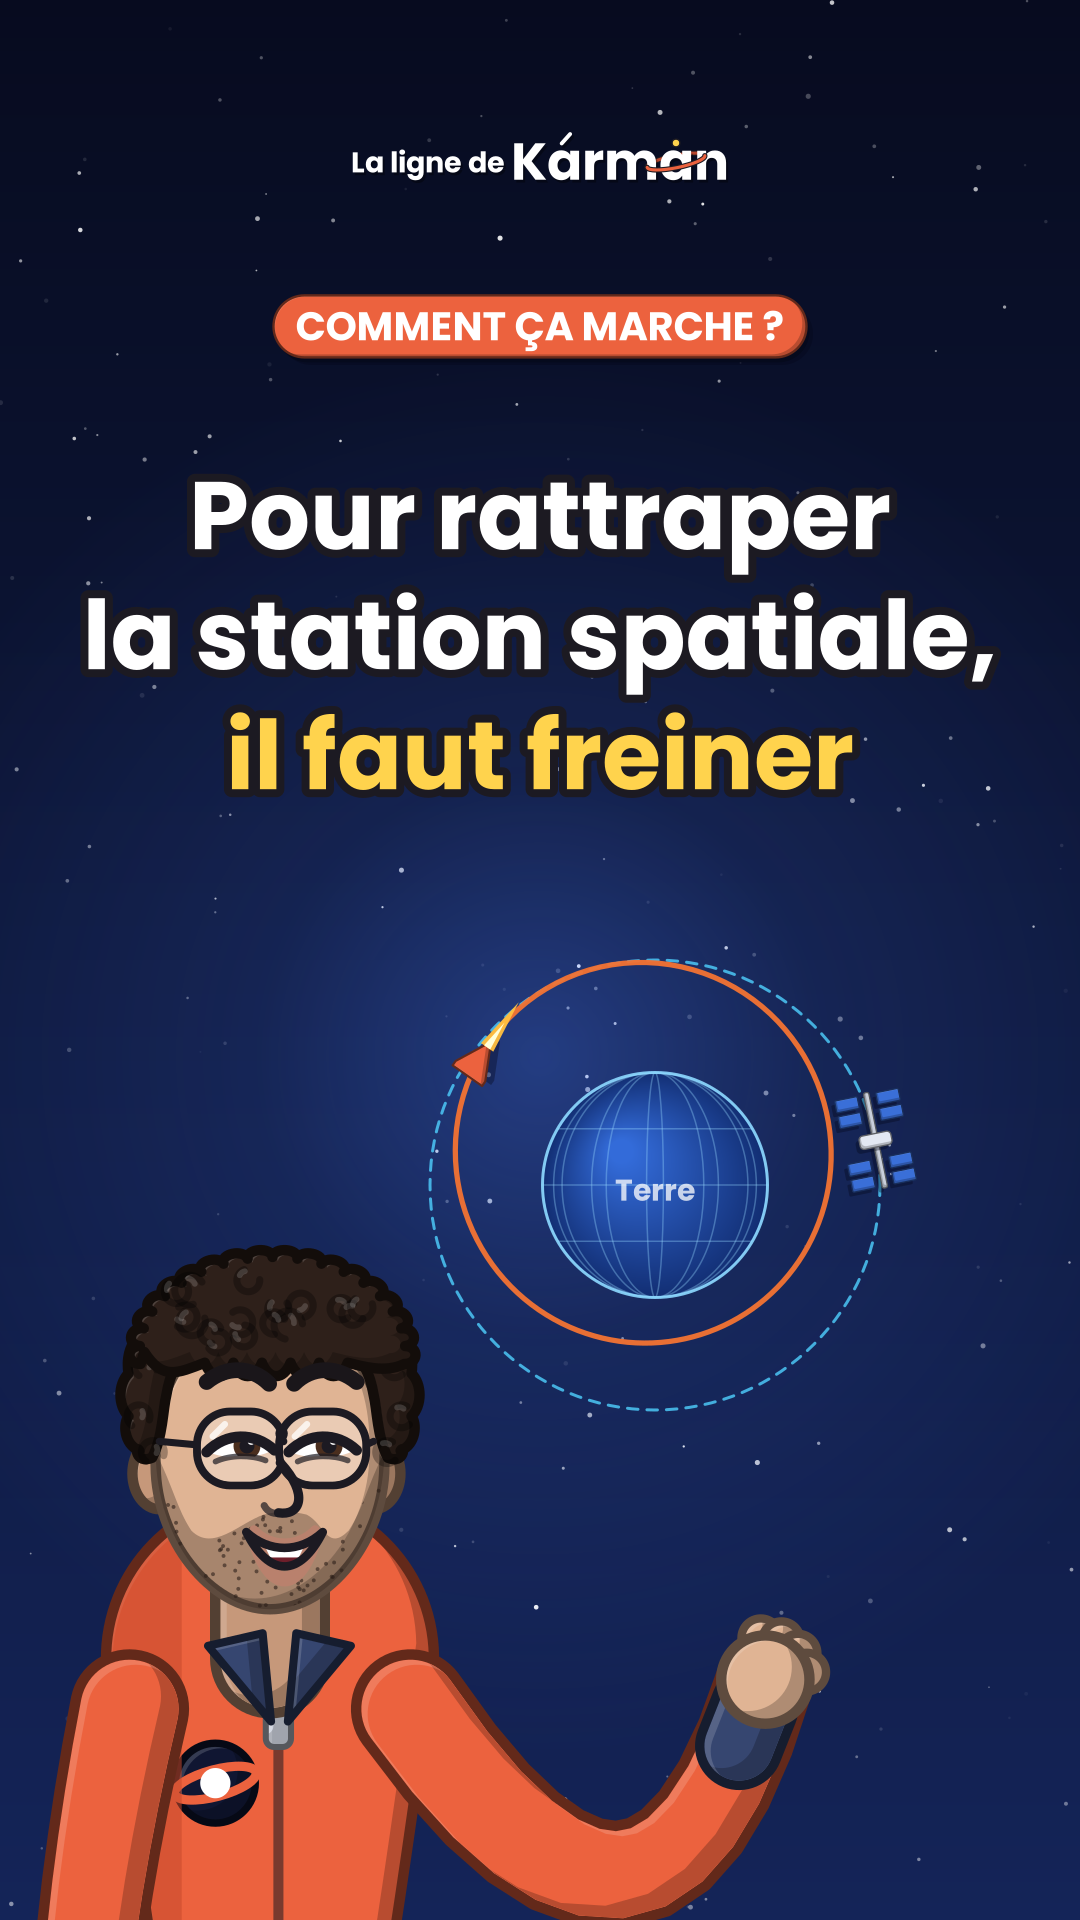 La ligne de Kármán
COMMENT ÇA MARCHE ?
Pour rattraper
la station spatiale,
il faut freiner
Terre